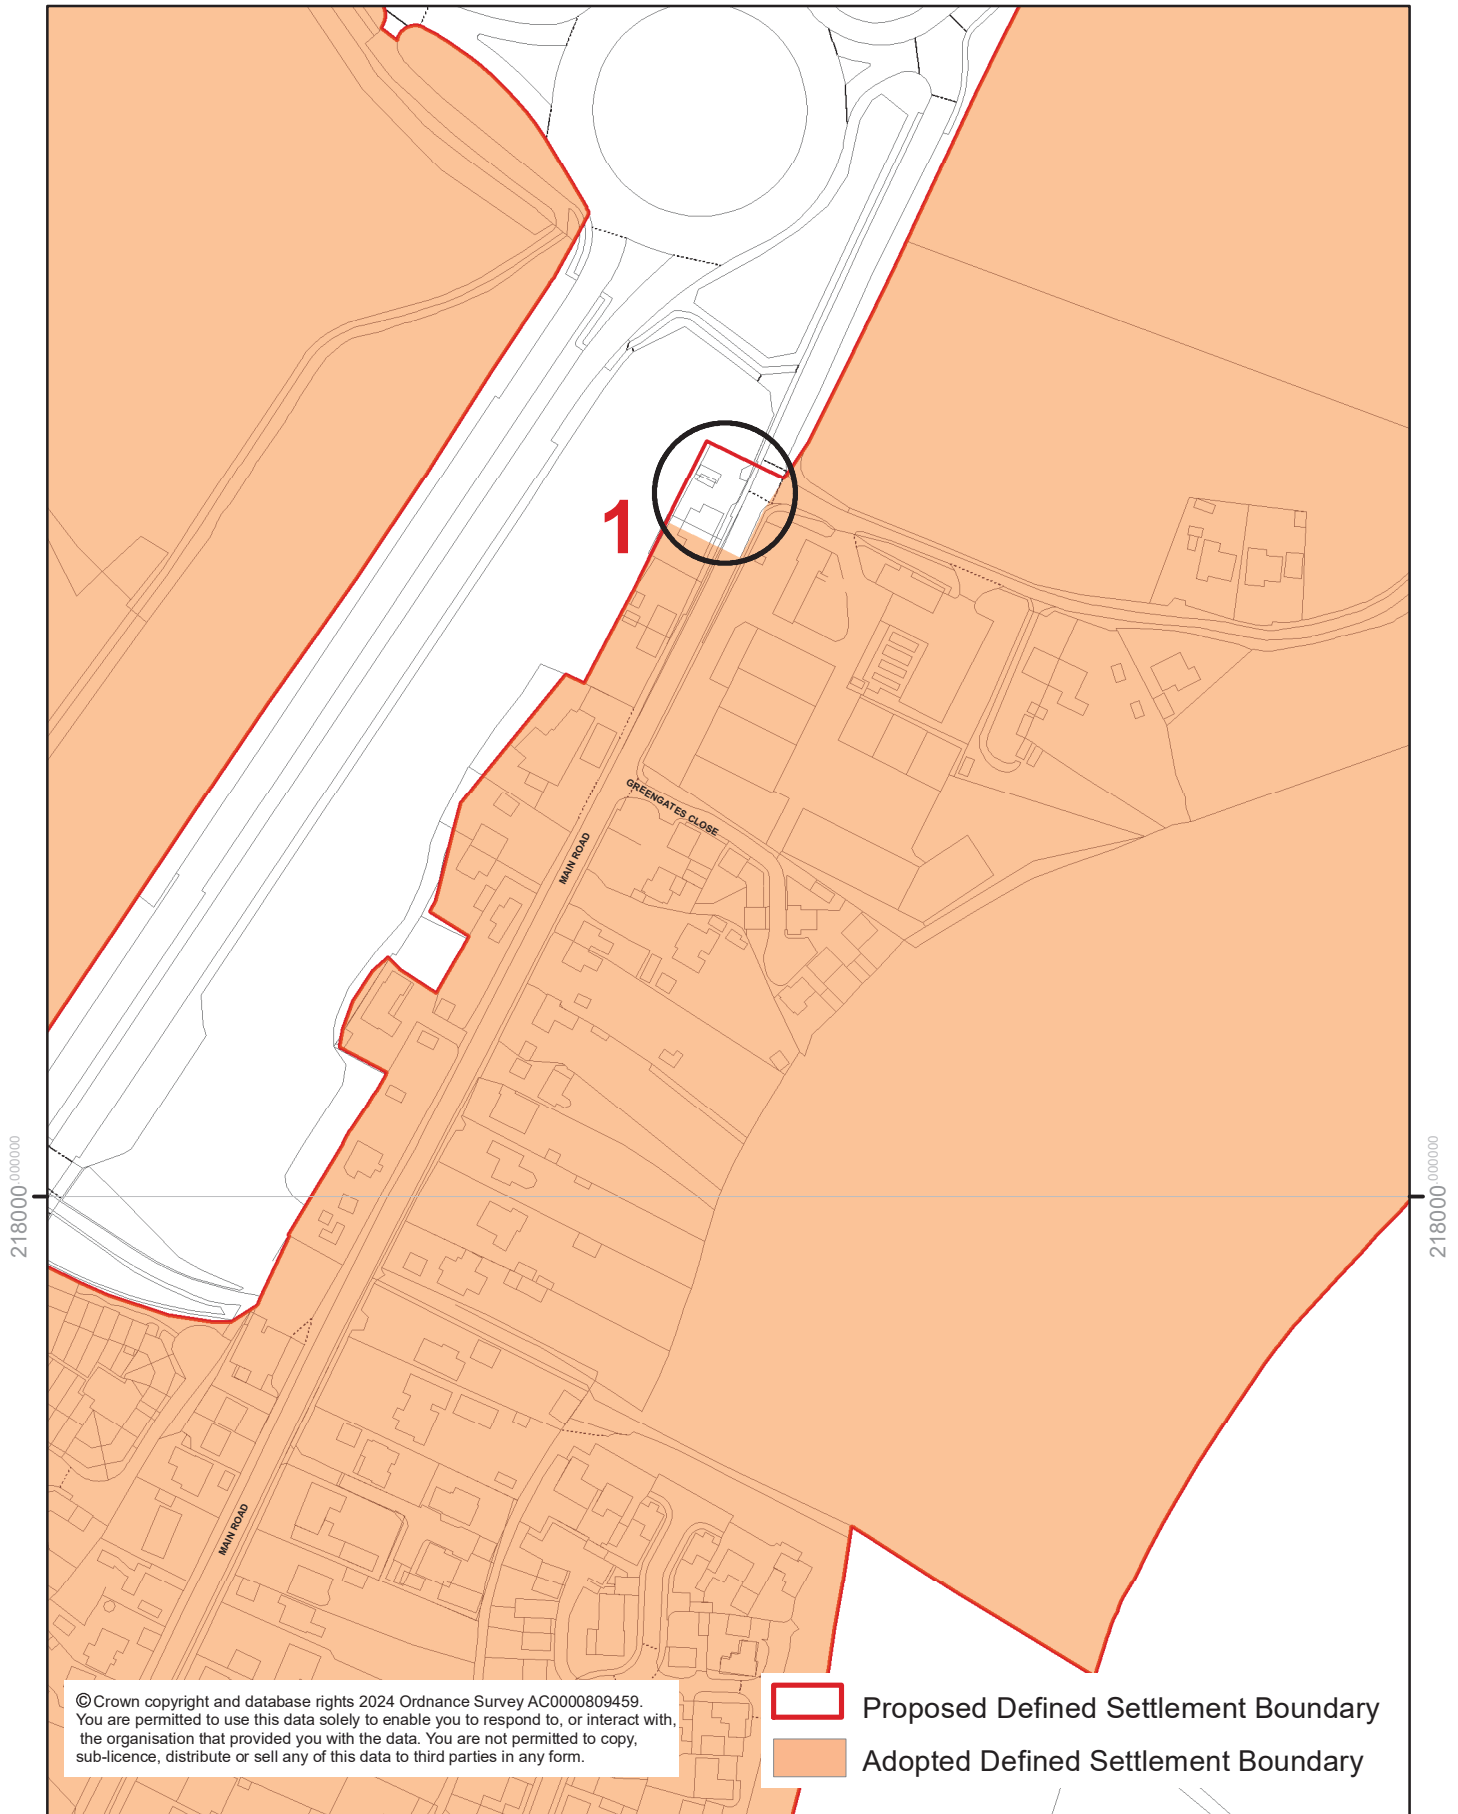 1
GREENGATES CLOSE
MAIN ROAD
218000.000000
218000.000000
MAIN ROAD
©Crown copyright and database rights 2024 Ordnance Survey AC0000809459.
You are permitted to use this data solely to enable you to respond to, or interact with,
the organisation that provided you with the data. You are not permitted to copy,
sub-licence, distribute or sell any of this data to third parties in any form.
Proposed Defined Settlement Boundary
Adopted Defined Settlement Boundary